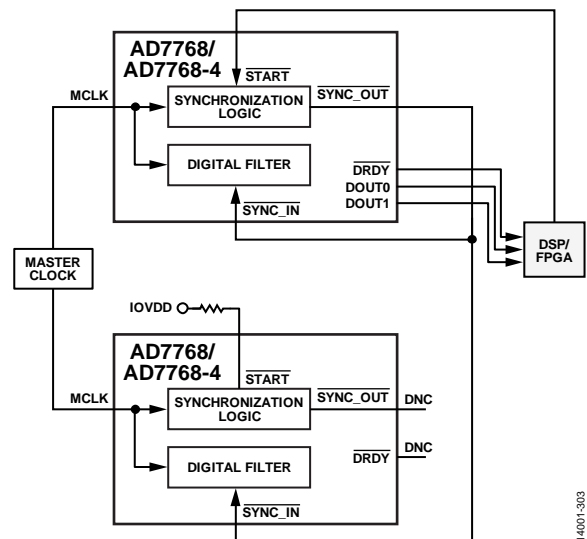 AD7768/
AD7768-4
START
MCLK
SYNCHRONIZATION
LOGIC
SYNC_OUT
DIGITAL FILTER
DRDY
DOUT0
DOUT1
SYNC_IN
DSP/
FPGA
MASTER
CLOCK
IOVDD
AD7768/
AD7768-4
START
MCLK
SYNCHRONIZATION
LOGIC
SYNC_OUT
DNC
DIGITAL FILTER
DRDY
DNC
SYNC_IN
14001-303